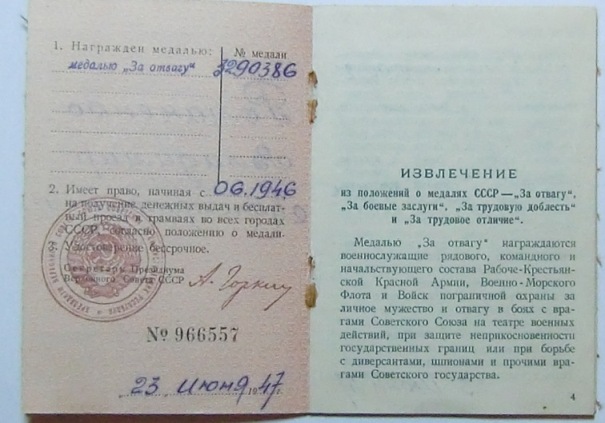 1. Награжден медалью:
№ медали
медалью „За отвагу“
3290386
2. Имеет право, начиная с 06.1946
на получение денежных выдач и бесплат-
ный проезд в трамваях во всех городах
СССР, согласно положению о медали.
Удостоверение бессрочное.
Секретарь Президиума
Верховного Совета СССР
А. Горкин
№ 966557
23 июня 1947 г.
ИЗВЛЕЧЕНИЕ
из положений о медалях СССР — „За отвагу“,
„За боевые заслуги“, „За трудовую доблесть“
и „За трудовое отличие“.
Медалью „За отвагу“ награждаются
военнослужащие рядового, командного и
начальствующего состава Рабоче-Крестьян-
ской Красной Армии, Военно-Морского
Флота и Войск пограничной охраны за
личное мужество и отвагу в боях с вра-
гами Советского Союза на театре военных
действий, при защите неприкосновенности
государственных границ или при борьбе
с диверсантами, шпионами и прочими вра-
гами Советского государства.
4